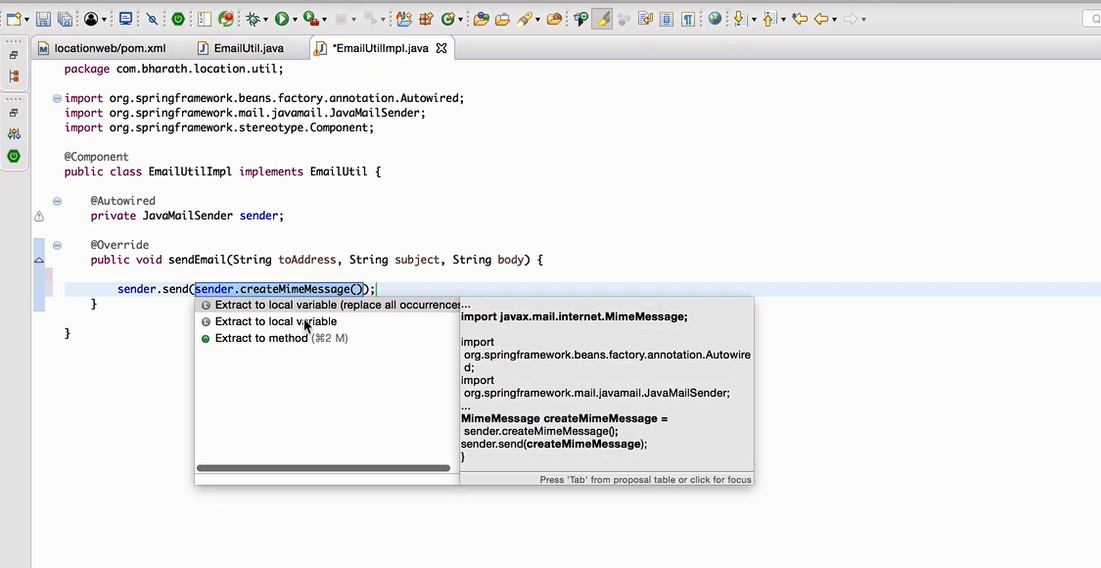 locationweb/pom.xml EmailUtil.java *EmailUtilImpl.java
package com.bharath.location.util;
import org.springframework.beans.factory.annotation.Autowired;
import org.springframework.mail.javamail.JavaMailSender;
import org.springframework.stereotype.Component;
@Component
public class EmailUtilImpl implements EmailUtil {
@Autowired
private JavaMailSender sender;
@Override
public void sendEmail(String toAddress, String subject, String body) {
sender.send(sender.createMimeMessage());
}
}
Extract to local variable (replace all occurrences
Extract to local variable
Extract to method (⌘2 M)
...
import javax.mail.internet.MimeMessage;
import
org.springframework.beans.factory.annotation.Autowire
d;
import
org.springframework.mail.javamail.JavaMailSender;
...
MimeMessage createMimeMessage =
sender.createMimeMessage();
sender.send(createMimeMessage);
}
Press 'Tab' from proposal table or click for focus